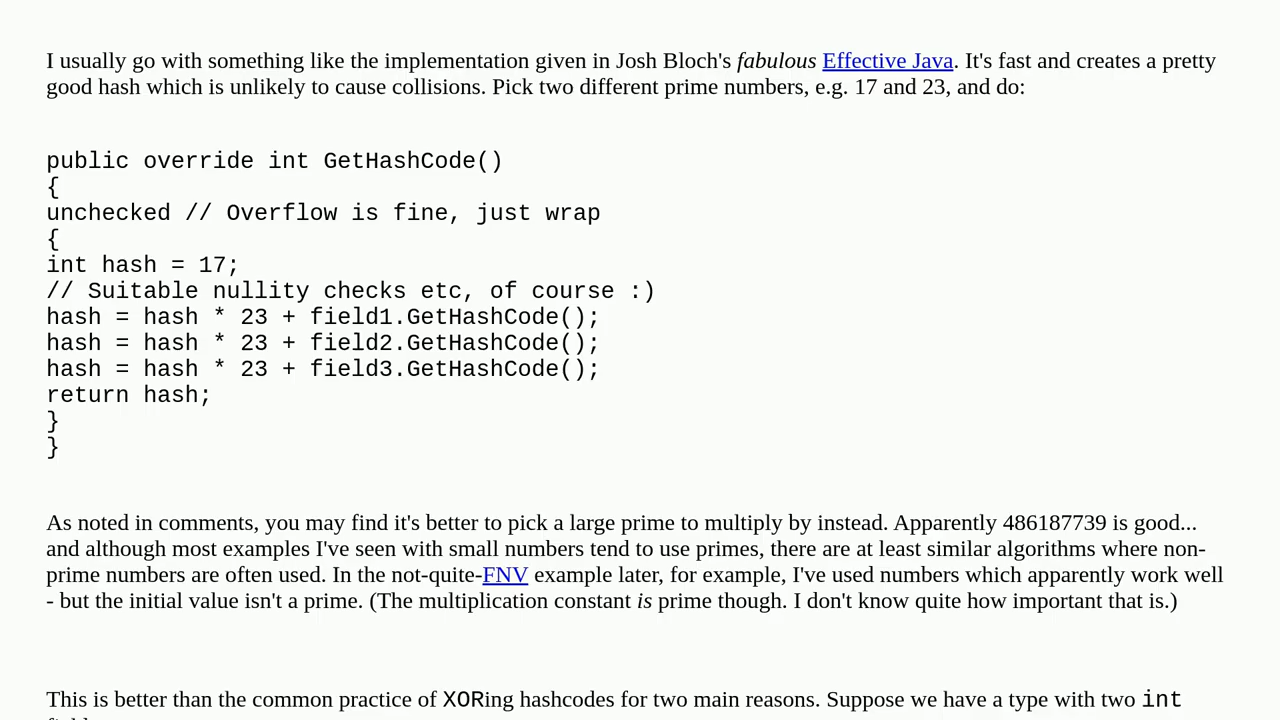 I usually go with something like the implementation given in Josh Bloch's fabulous Effective Java. It's fast and creates a pretty
good hash which is unlikely to cause collisions. Pick two different prime numbers, e.g. 17 and 23, and do:
public override int GetHashCode()
{
unchecked // Overflow is fine, just wrap
{
int hash = 17;
// Suitable nullity checks etc, of course :)
hash = hash * 23 + field1.GetHashCode();
hash = hash * 23 + field2.GetHashCode();
hash = hash * 23 + field3.GetHashCode();
return hash;
}
}
As noted in comments, you may find it's better to pick a large prime to multiply by instead. Apparently 486187739 is good...
and although most examples I've seen with small numbers tend to use primes, there are at least similar algorithms where non-
prime numbers are often used. In the not-quite-FNV example later, for example, I've used numbers which apparently work well
- but the initial value isn't a prime. (The multiplication constant is prime though. I don't know quite how important that is.)
This is better than the common practice of XORing hashcodes for two main reasons. Suppose we have a type with two int